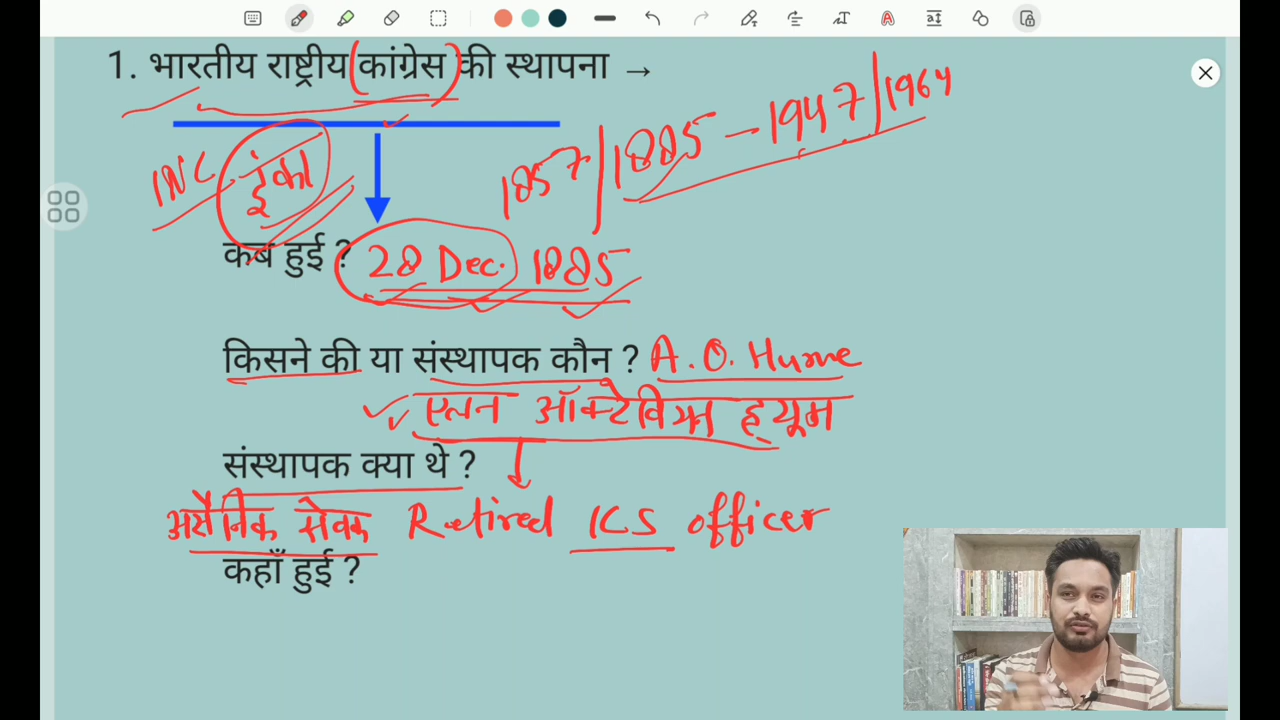 1. भारतीय राष्ट्रीय (कांग्रेस) की स्थापना →
1857/1885 – 1947/1964
INC इंका
कब हुई ? 28 Dec. 1885
किसने की या संस्थापक कौन ? A. O. Hume
एलन ऑक्टेवियन ह्यूम
संस्थापक क्या थे ?
असैनिक सेवक Retired ICS officer
कहाँ हुई ?